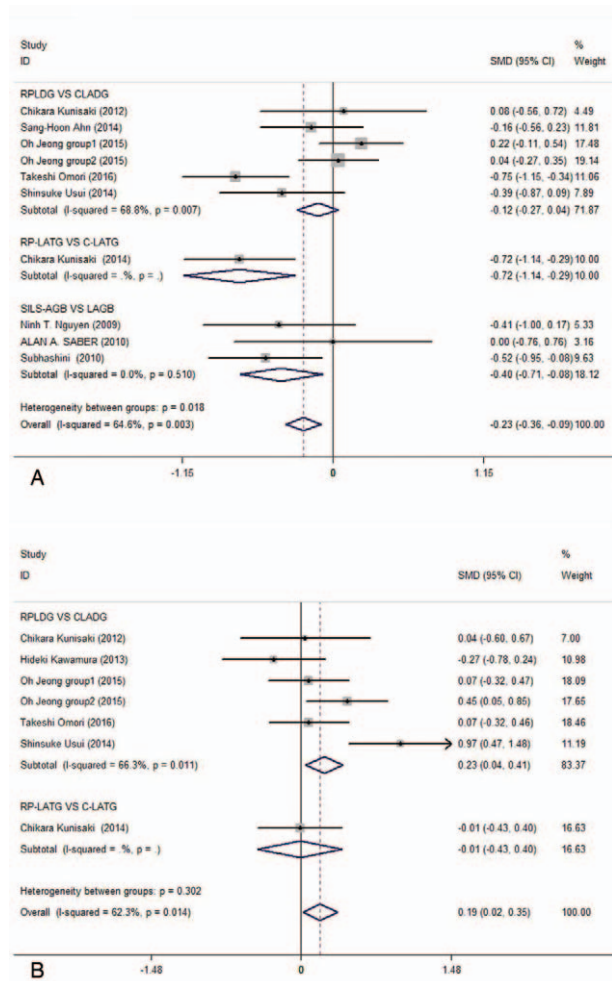 Study %
ID SMD (95% CI) Weight
RPLDG VS CLADG
Chikara Kunisaki (2012) 0.08 (-0.56, 0.72) 4.49
Sang-Hoon Ahn (2014) -0.16 (-0.56, 0.23) 11.81
Oh Jeong group1 (2015) 0.22 (-0.11, 0.54) 17.48
Oh Jeong group2 (2015) 0.04 (-0.27, 0.35) 19.14
Takeshi Omori (2016) -0.75 (-1.15, -0.34) 11.06
Shinsuke Usui (2014) -0.39 (-0.87, 0.09) 7.89
Subtotal (I-squared = 68.8%, p = 0.007) -0.12 (-0.27, 0.04) 71.87
RP-LATG VS C-LATG
Chikara Kunisaki (2014) -0.72 (-1.14, -0.29) 10.00
Subtotal (I-squared = .%, p = .) -0.72 (-1.14, -0.29) 10.00
SILS-AGB VS LAGB
Ninh T. Nguyen (2009) -0.41 (-1.00, 0.17) 5.33
ALAN A. SABER (2010) 0.00 (-0.76, 0.76) 3.16
Subhashini (2010) -0.52 (-0.95, -0.08) 9.63
Subtotal (I-squared = 0.0%, p = 0.510) -0.40 (-0.71, -0.08) 18.12
Heterogeneity between groups: p = 0.018
Overall (I-squared = 64.6%, p = 0.003) -0.23 (-0.36, -0.09) 100.00
A -1.15 0 1.15
Study %
ID SMD (95% CI) Weight
RPLDG VS CLADG
Chikara Kunisaki (2012) 0.04 (-0.60, 0.67) 7.00
Hideki Kawamura (2013) -0.27 (-0.78, 0.24) 10.98
Oh Jeong group1 (2015) 0.07 (-0.32, 0.47) 18.09
Oh Jeong group2 (2015) 0.45 (0.05, 0.85) 17.65
Takeshi Omori (2016) 0.07 (-0.32, 0.46) 18.46
Shinsuke Usui (2014) 0.97 (0.47, 1.48) 11.19
Subtotal (I-squared = 66.3%, p = 0.011) 0.23 (0.04, 0.41) 83.37
RP-LATG VS C-LATG
Chikara Kunisaki (2014) -0.01 (-0.43, 0.40) 16.63
Subtotal (I-squared = .%, p = .) -0.01 (-0.43, 0.40) 16.63
Heterogeneity between groups: p = 0.302
Overall (I-squared = 62.3%, p = 0.014) 0.19 (0.02, 0.35) 100.00
B -1.48 0 1.48